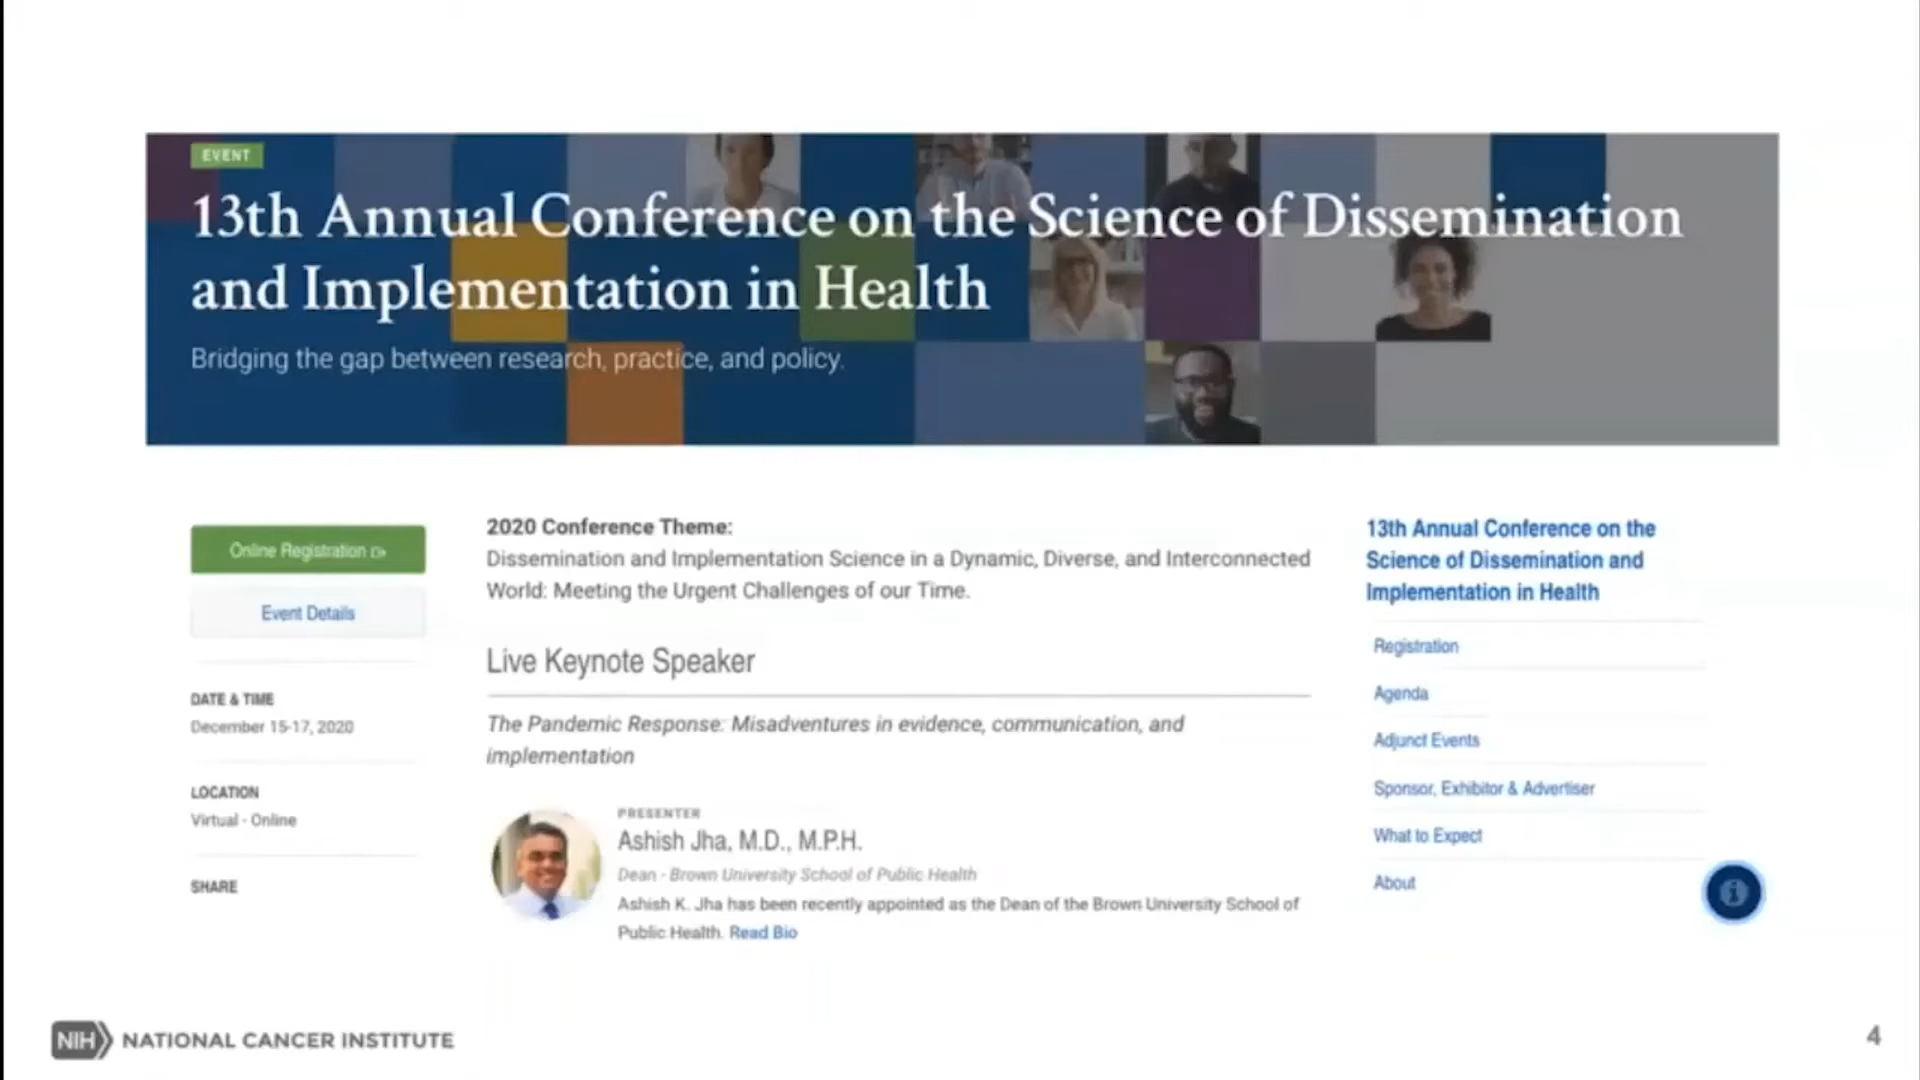 EVENT
13th Annual Conference on the Science of Dissemination
and Implementation in Health
Bridging the gap between research, practice, and policy.
Online Registration
Event Details
DATE & TIME
December 15-17, 2020
LOCATION
Virtual - Online
SHARE
2020 Conference Theme:
Dissemination and Implementation Science in a Dynamic, Diverse, and Interconnected
World: Meeting the Urgent Challenges of our Time.
Live Keynote Speaker
The Pandemic Response: Misadventures in evidence, communication, and
implementation
PRESENTER
Ashish Jha, M.D., M.P.H.
Dean - Brown University School of Public Health
Ashish K. Jha has been recently appointed as the Dean of the Brown University School of
Public Health. Read Bio
13th Annual Conference on the
Science of Dissemination and
Implementation in Health
Registration
Agenda
Adjunct Events
Sponsor, Exhibitor & Advertiser
What to Expect
About
NIH NATIONAL CANCER INSTITUTE
4